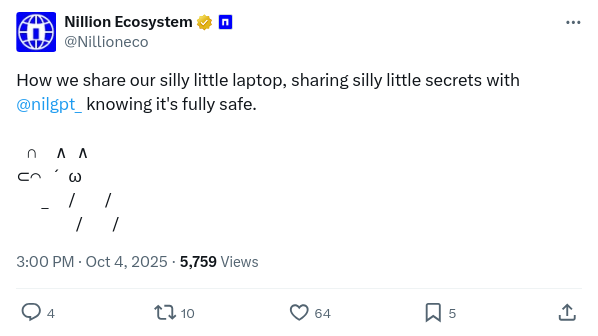 Nillion Ecosystem
@Nillioneco
How we share our silly little laptop, sharing silly little secrets with
@nilgpt_ knowing it's fully safe.
∩ ∧ ∧
⊂⌒ ´ ω
_ / /
/ /
3:00 PM · Oct 4, 2025 · 5,759 Views
4 10 64 5